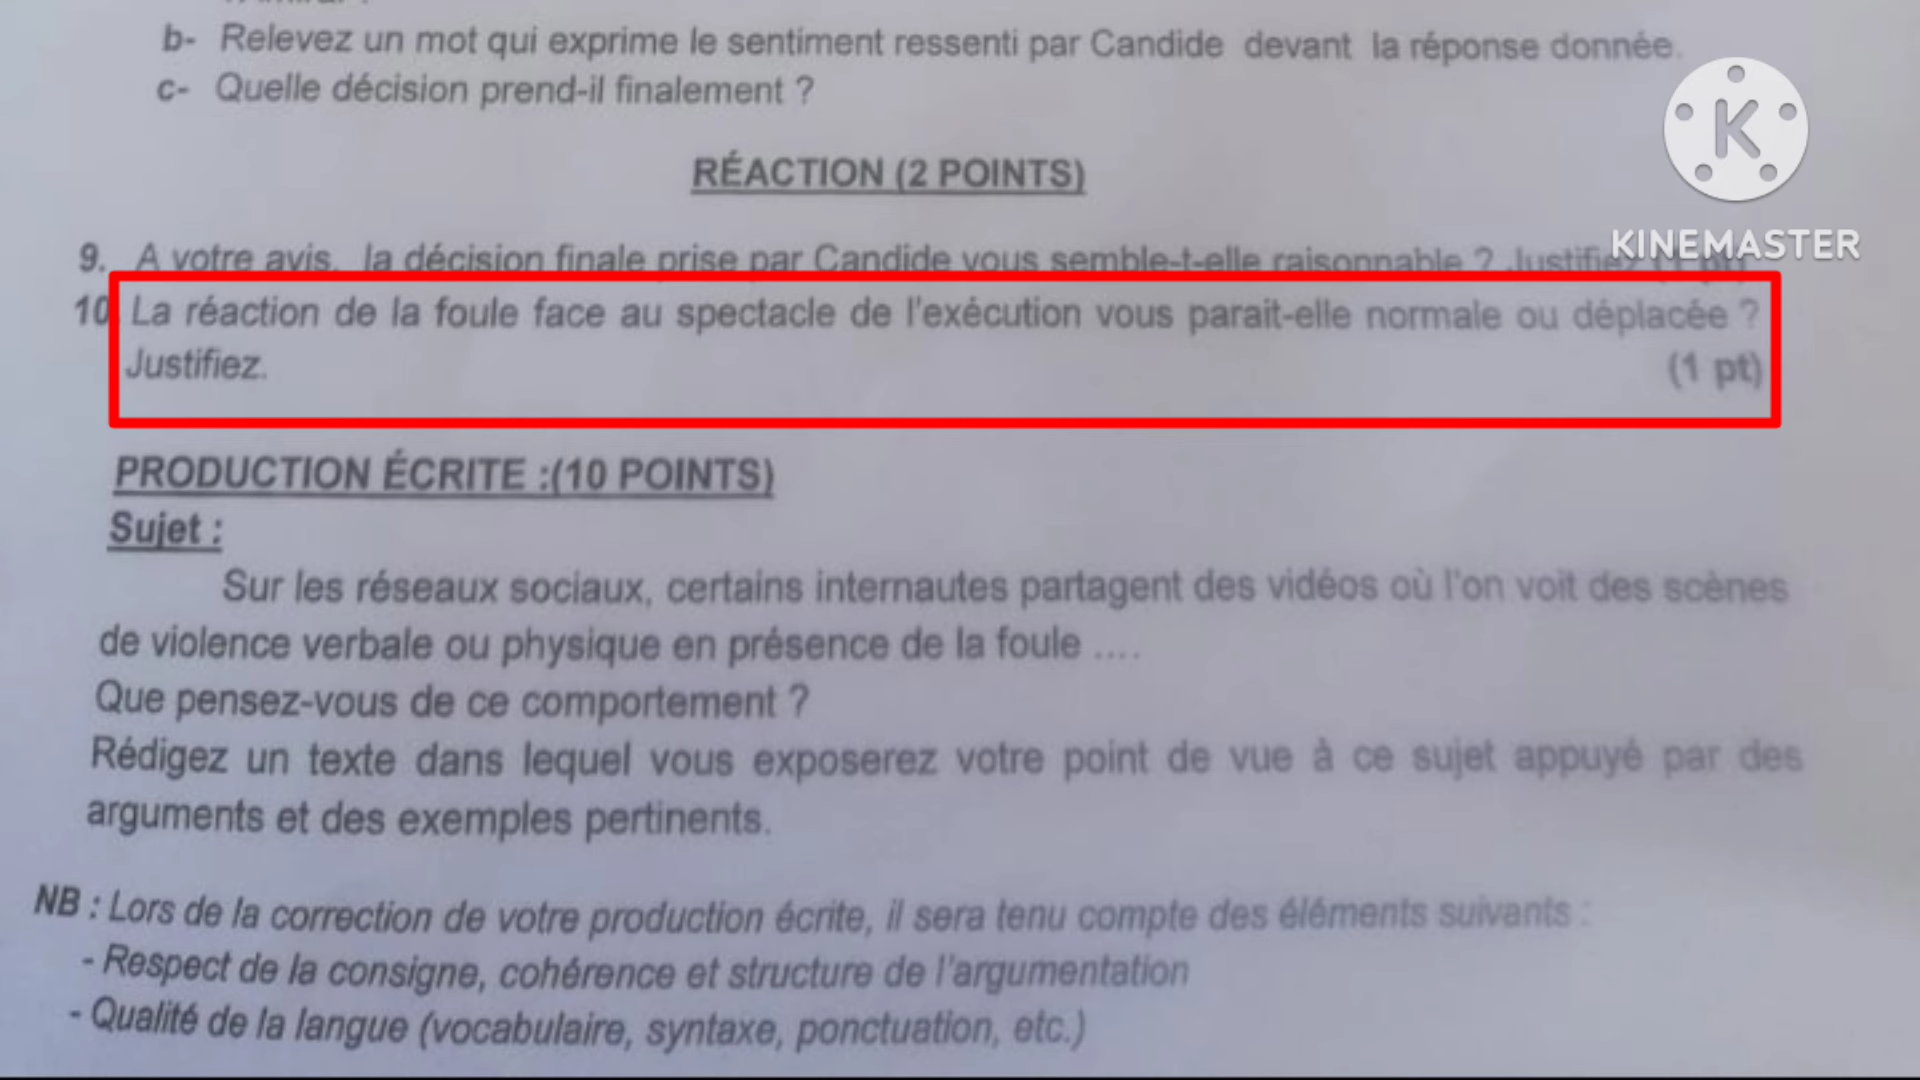 b- Relevez un mot qui exprime le sentiment ressenti par Candide devant la réponse donnée.
c- Quelle décision prend-il finalement ?
K
KINEMASTER
RÉACTION (2 POINTS)
9. A votre avis, la décision finale prise par Candide vous semble-t-elle raisonnable ? Justifiez (1 pt)
10. La réaction de la foule face au spectacle de l'exécution vous parait-elle normale ou déplacée ?
Justifiez. (1 pt)
PRODUCTION ÉCRITE :(10 POINTS)
Sujet :
Sur les réseaux sociaux, certains internautes partagent des vidéos où l'on voit des scènes
de violence verbale ou physique en présence de la foule ....
Que pensez-vous de ce comportement ?
Rédigez un texte dans lequel vous exposerez votre point de vue à ce sujet appuyé par des
arguments et des exemples pertinents.
NB : Lors de la correction de votre production écrite, il sera tenu compte des éléments suivants :
- Respect de la consigne, cohérence et structure de l'argumentation
- Qualité de la langue (vocabulaire, syntaxe, ponctuation, etc.)